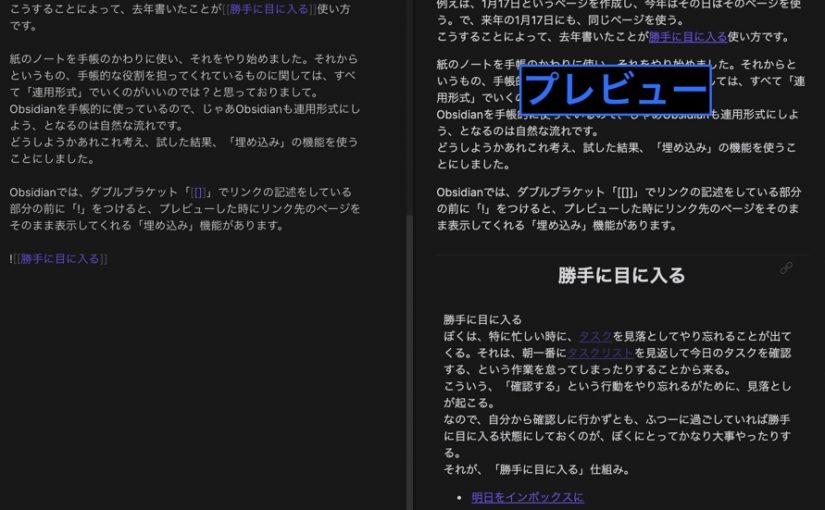 こうすることによって、去年書いたことが[[勝手に目に入る]]使い方
です。
紙のノートを手帳のかわりに使い、それをやり始めました。それから
というもの、手帳的な役割を担ってくれているものに関しては、すべ
て「連用形式」でいくのがいいのでは？と思っておりまして。
Obsidianを手帳的に使っているので、じゃあObsidianも連用形式にし
よう、となるのは自然な流れです。
どうしようかあれこれ考え、試した結果、「埋め込み」の機能を使う
ことにしました。
Obsidianでは、ダブルブラケット「[[]]」でリンクの記述をしている
部分の前に「!」をつけると、プレビューした時にリンク先のページを
そのまま表示してくれる「埋め込み」機能があります。
![[勝手に目に入る]]
例えば、1月17日というページを作成し、今年はその日はそのページを使
う。で、来年の1月17日にも、同じページを使う。
こうすることによって、去年書いたことが勝手に目に入る使い方です。
紙のノートを手帳のかわりに使い、それをやり始めました。それからと
いうもの、手帳的な ては、すべて「連
用形式」でいくの
プレビュー
Obsidianを手帳的に使っているので、じゃあObsidianも連用形式にしよ
う、となるのは自然な流れです。
どうしようかあれこれ考え、試した結果、「埋め込み」の機能を使うこ
とにしました。
Obsidianでは、ダブルブラケット「[[]]」でリンクの記述をしている部分
の前に「!」をつけると、プレビューした時にリンク先のページをそのま
ま表示してくれる「埋め込み」機能があります。
勝手に目に入る
勝手に目に入る
ぼくは、特に忙しい時に、タスクを見落としてやり忘れることが出て
くる。それは、朝一番にタスクリストを見返して今日のタスクを確認
する、という作業を怠ってしまったりすることから来る。
こういう、「確認する」という行動をやり忘れるがために、見落とし
が起こる。
なので、自分から確認しに行かずとも、ふつーに過ごしていれば勝手
に目に入る状態にしておくのが、ぼくにとってかなり大事やったりす
る。
それが、「勝手に目に入る」仕組み。
• 明日をインボックスに